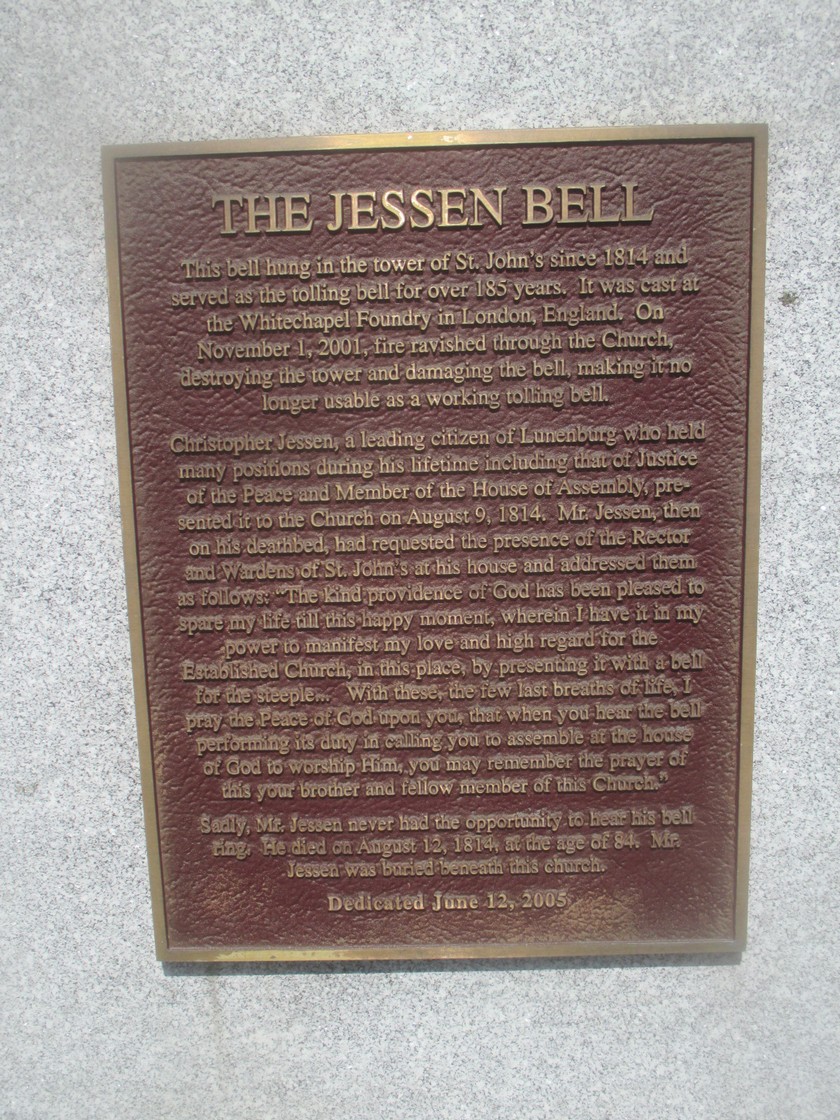 THE JESSEN BELL
This bell hung in the tower of St. John's since 1814 and
served as the tolling bell for over 185 years. It was cast at
the Whitechapel Foundry in London, England. On
November 1, 2001, fire ravished through the Church,
destroying the tower and damaging the bell, making it no
longer usable as a working tolling bell.
Christopher Jessen, a leading citizen of Lunenburg who held
many positions during his lifetime including that of Justice
of the Peace and Member of the House of Assembly, pre-
sented it to the Church on August 9, 1814. Mr. Jessen, then
on his deathbed, had requested the presence of the Rector
and Wardens of St. John's at his house and addressed them
as follows: "The kind providence of God has been pleased to
spare my life till this happy moment, wherein I have it in my
power to manifest my love and high regard for the
Established Church, in this place, by presenting it with a bell
for the steeple... With these, the few last breaths of life, I
pray the Peace of God upon you, that when you hear the bell
performing its duty in calling you to assemble at the house
of God to worship Him, you may remember the prayer of
this your brother and fellow member of this Church."
Sadly, Mr. Jessen never had the opportunity to hear his bell
ring. He died on August 12, 1814, at the age of 84. Mr.
Jessen was buried beneath this church.
Dedicated June 12, 2005